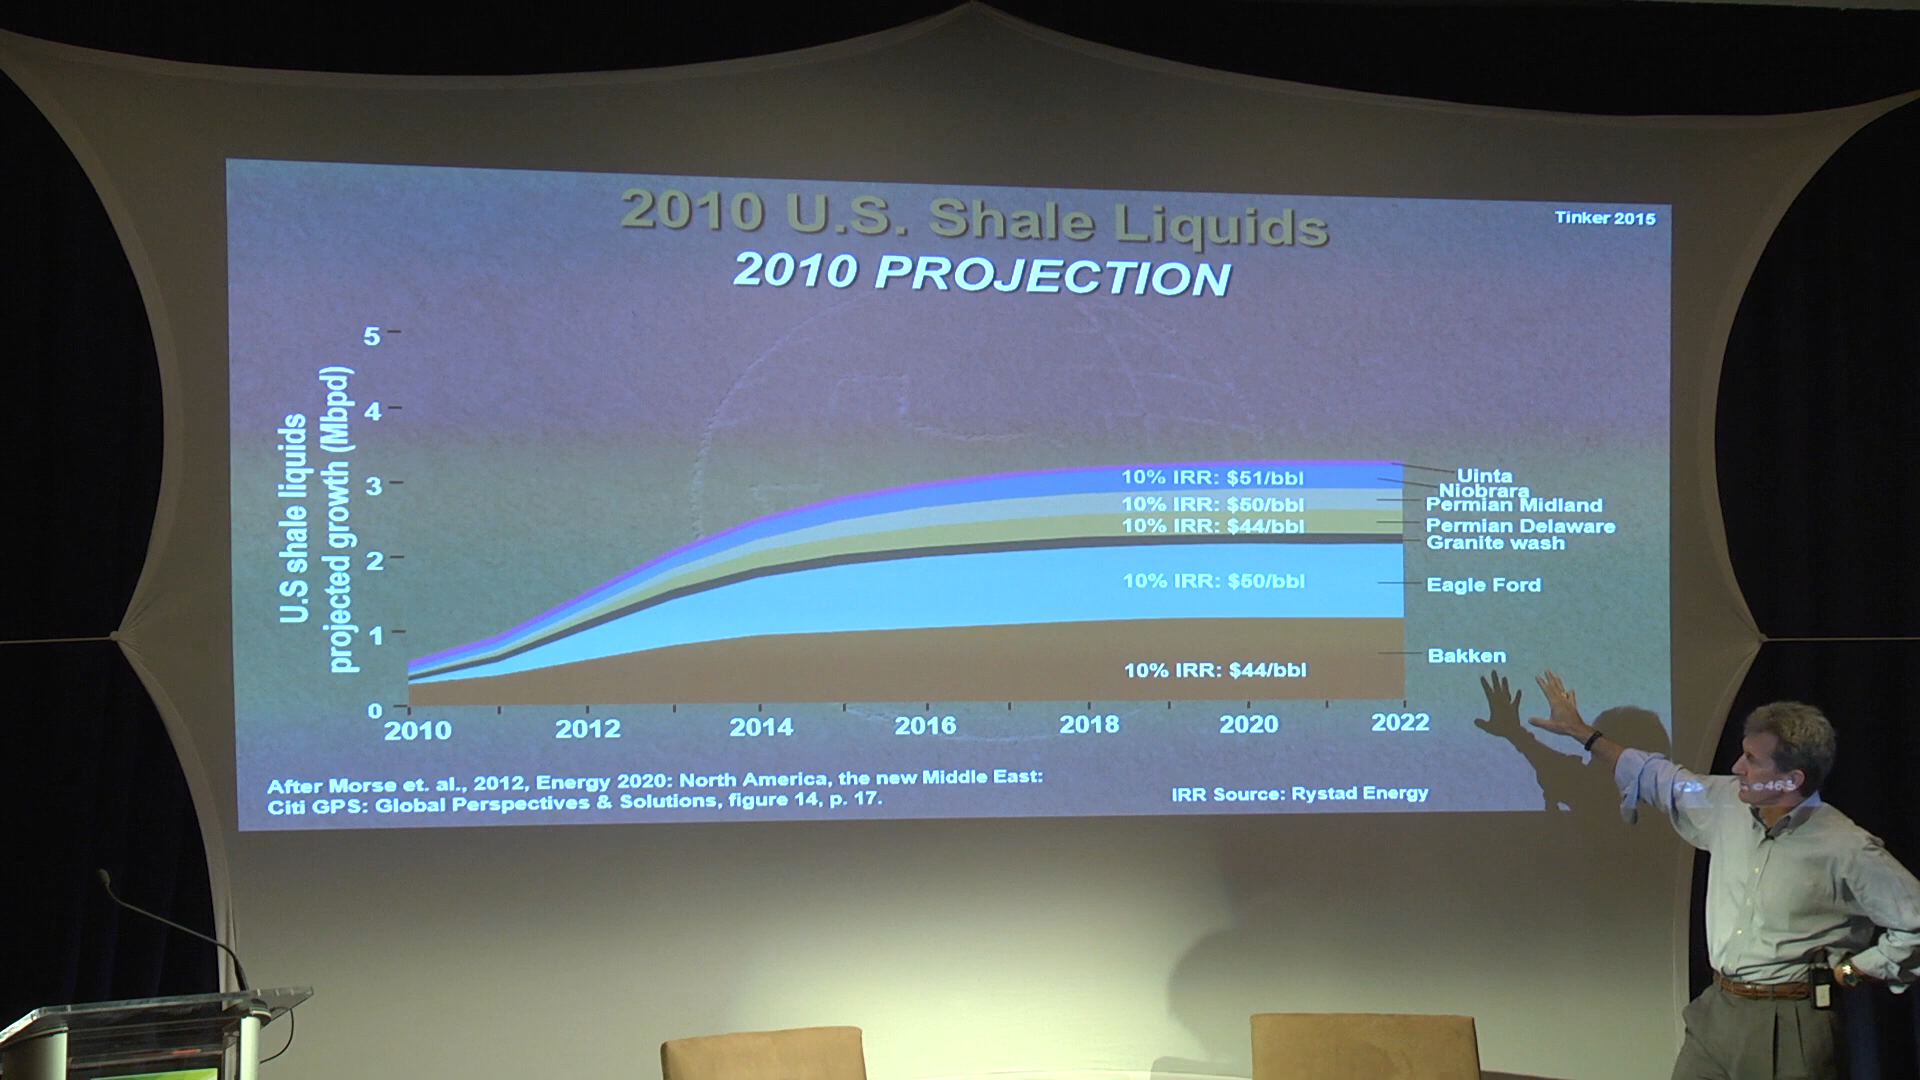 2010 U.S. Shale Liquids
Tinker 2015
2010 PROJECTION
U.S shale liquids
projected growth (Mbpd)
5
4
3
2
1
0
10% IRR: $51/bbl
10% IRR: $50/bbl
10% IRR: $44/bbl
10% IRR: $50/bbl
10% IRR: $44/bbl
Uinta
Niobrara
Permian Midland
Permian Delaware
Granite wash
Eagle Ford
Bakken
2010 2012 2014 2016 2018 2020 2022
After Morse et. al., 2012, Energy 2020: North America, the new Middle East:
Citi GPS: Global Perspectives & Solutions, figure 14, p. 17.
IRR Source: Rystad Energy